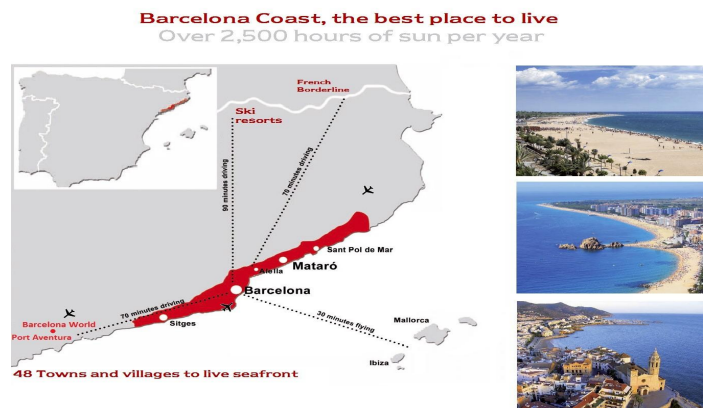 Barcelona Coast, the best place to live
Over 2,500 hours of sun per year
French
Borderline
Ski
resorts
90 minutes driving
70 minutes driving
Sant Pol de Mar
Mataró
Alella
Barcelona
70 minutes driving
30 minutes flying
Sitges
Mallorca
Barcelona World
Port Aventura
Ibiza
48 Towns and villages to live seafront